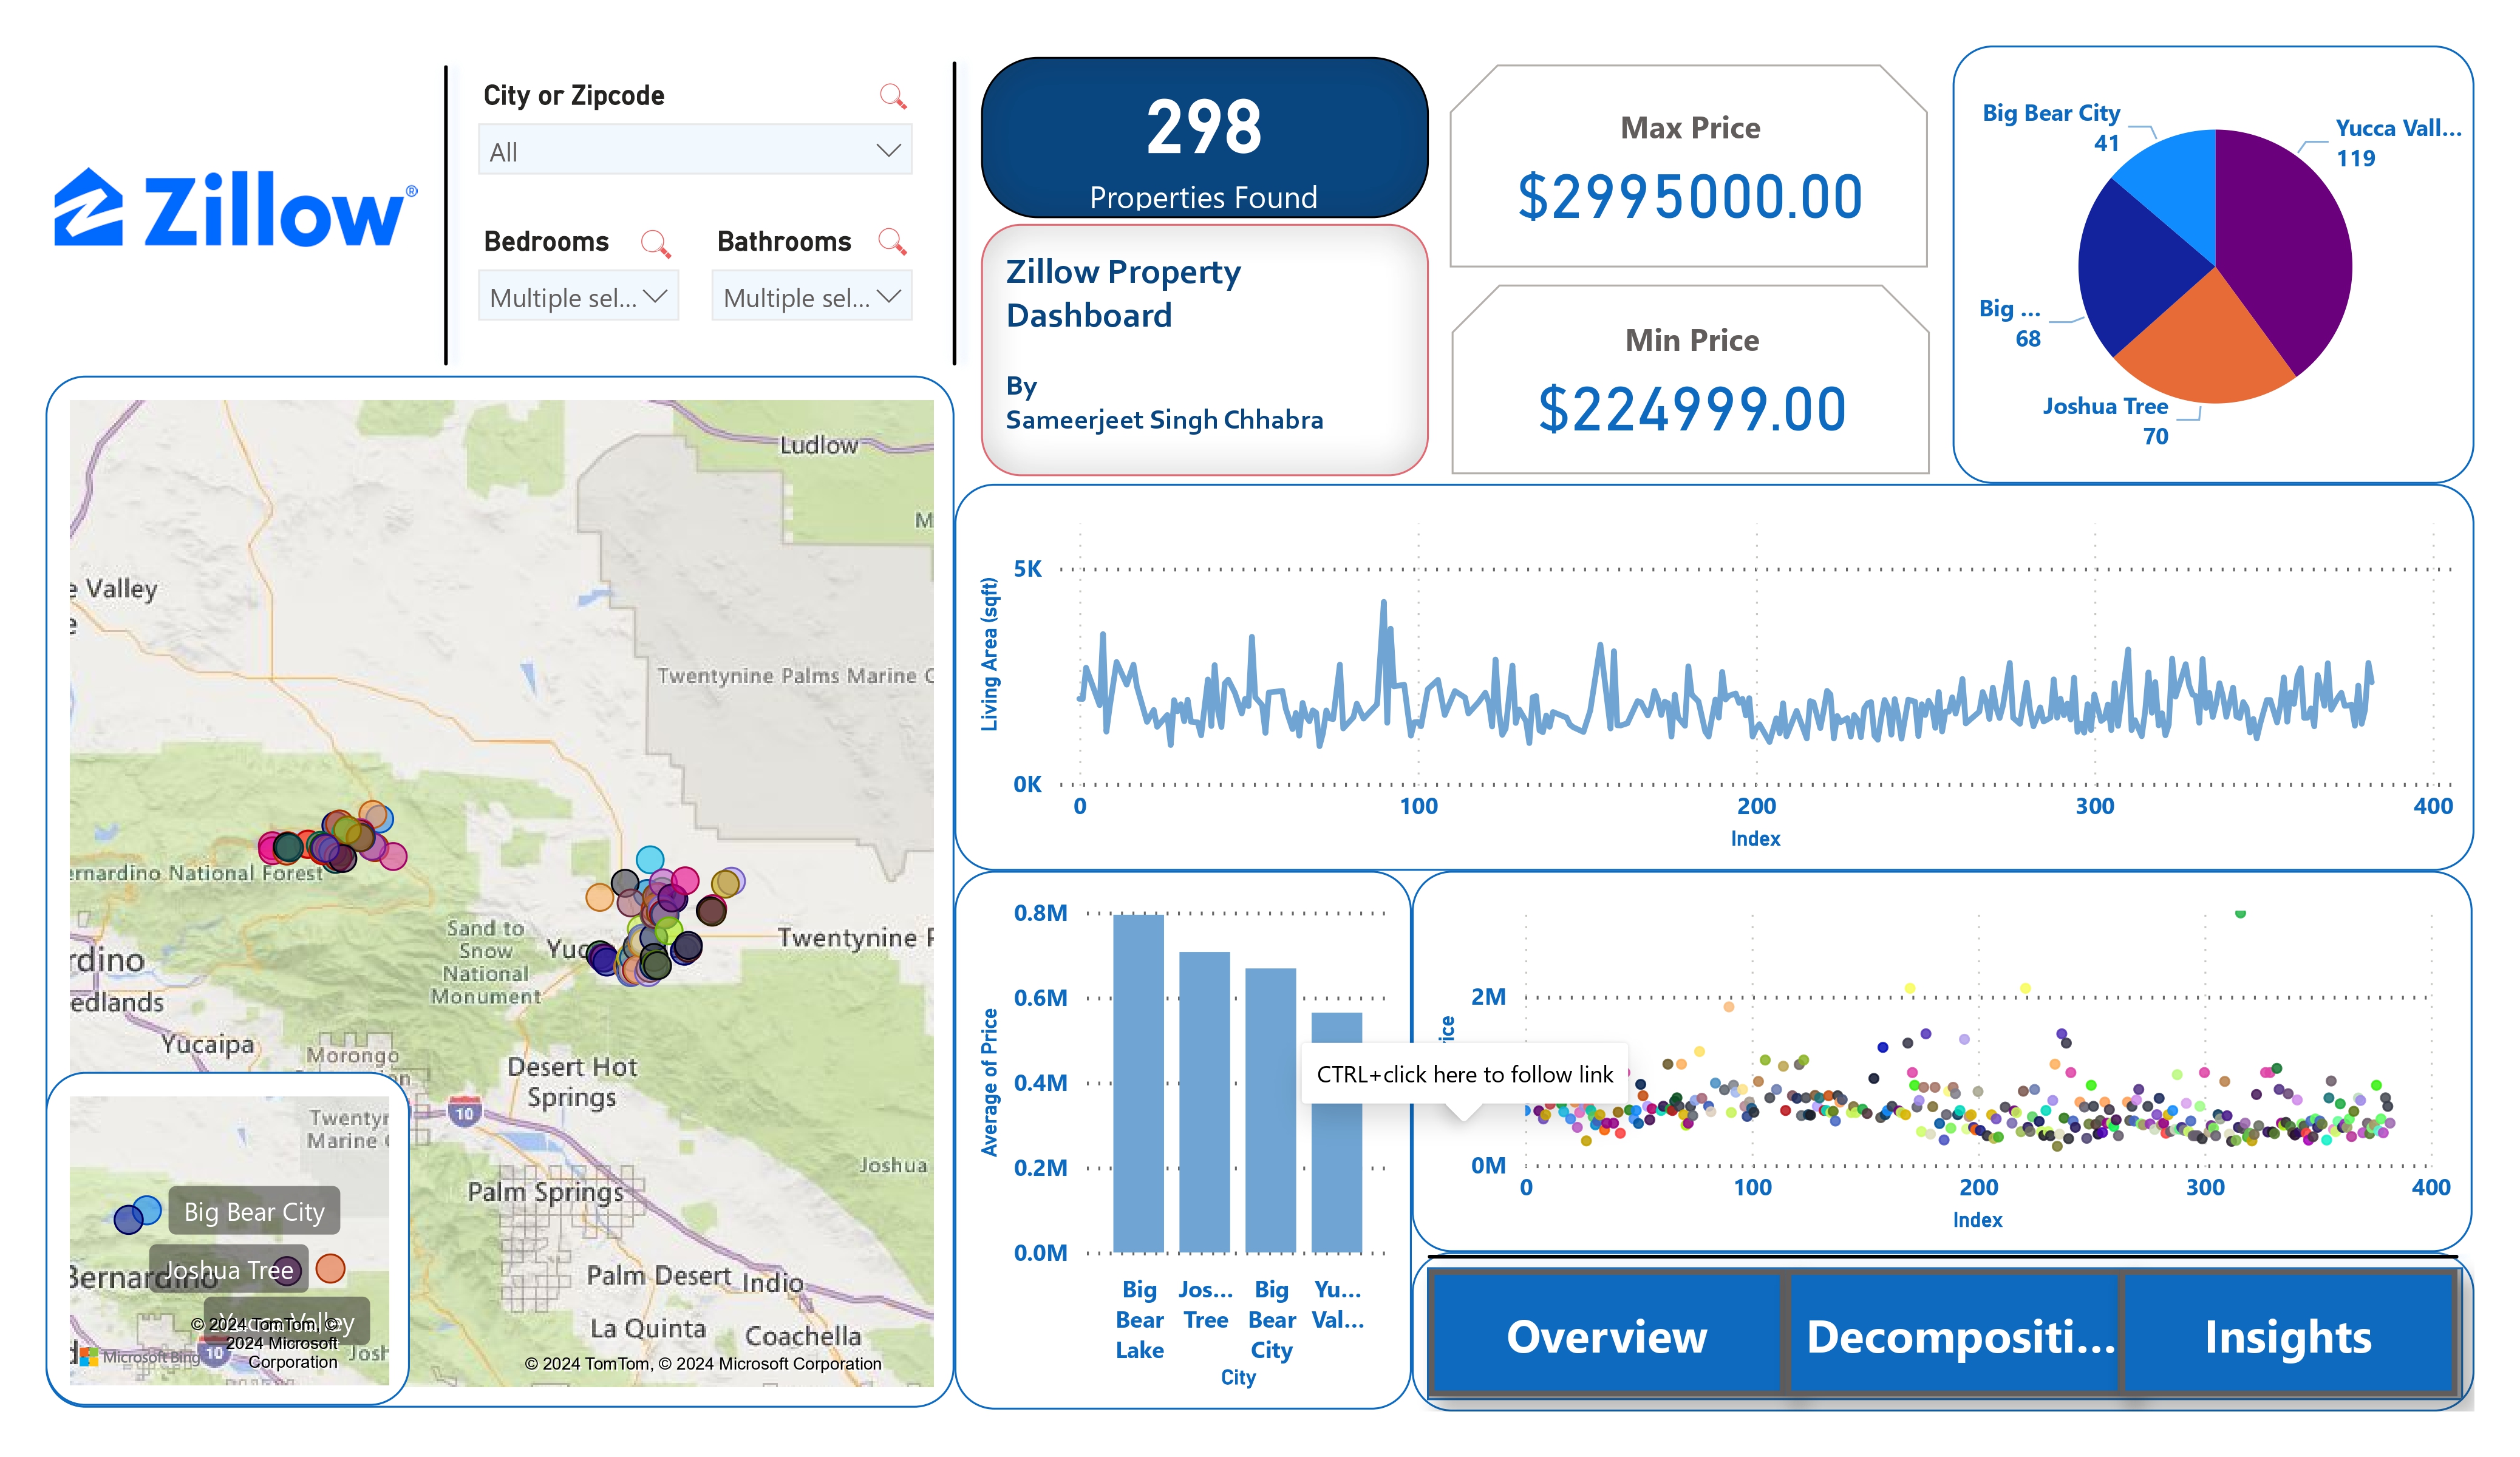 Zillow®
City or Zipcode
All
Bedrooms
Multiple sel...
Bathrooms
Multiple sel...
298
Properties Found
Zillow Property
Dashboard
By
Sameerjeet Singh Chhabra
Max Price
$2995000.00
Min Price
$224999.00
Big Bear City
41
Yucca Vall...
119
Big ...
68
Joshua Tree
70
Ludlow
M
e Valley
e
Twentynine Palms Marine C
ernardino National Forest
Sand to
Snow
National
Monument
Yuc
Twentynine P
rdino
edlands
Yucaipa
Morongo
Desert Hot
Springs
10
Joshua
Palm Springs
Palm Desert
Indio
La Quinta
Coachella
© 2024 TomTom, © 2024 Microsoft Corporation
Twentyn
Marine C
Big Bear City
Joshua Tree
Bernardino
Yucca Valley
© 2024 TomTom, ©
2024 Microsoft
Corporation
Microsoft Bing
10
Josh
Living Area (sqft)
5K
0K
0
100
200
300
400
Index
Average of Price
0.8M
0.6M
0.4M
0.2M
0.0M
Big
Bear
Lake
Jos...
Tree
Big
Bear
City
Yu...
Val...
City
rice
2M
0M
0
100
200
300
400
Index
CTRL+click here to follow link
Overview
Decompositi...
Insights